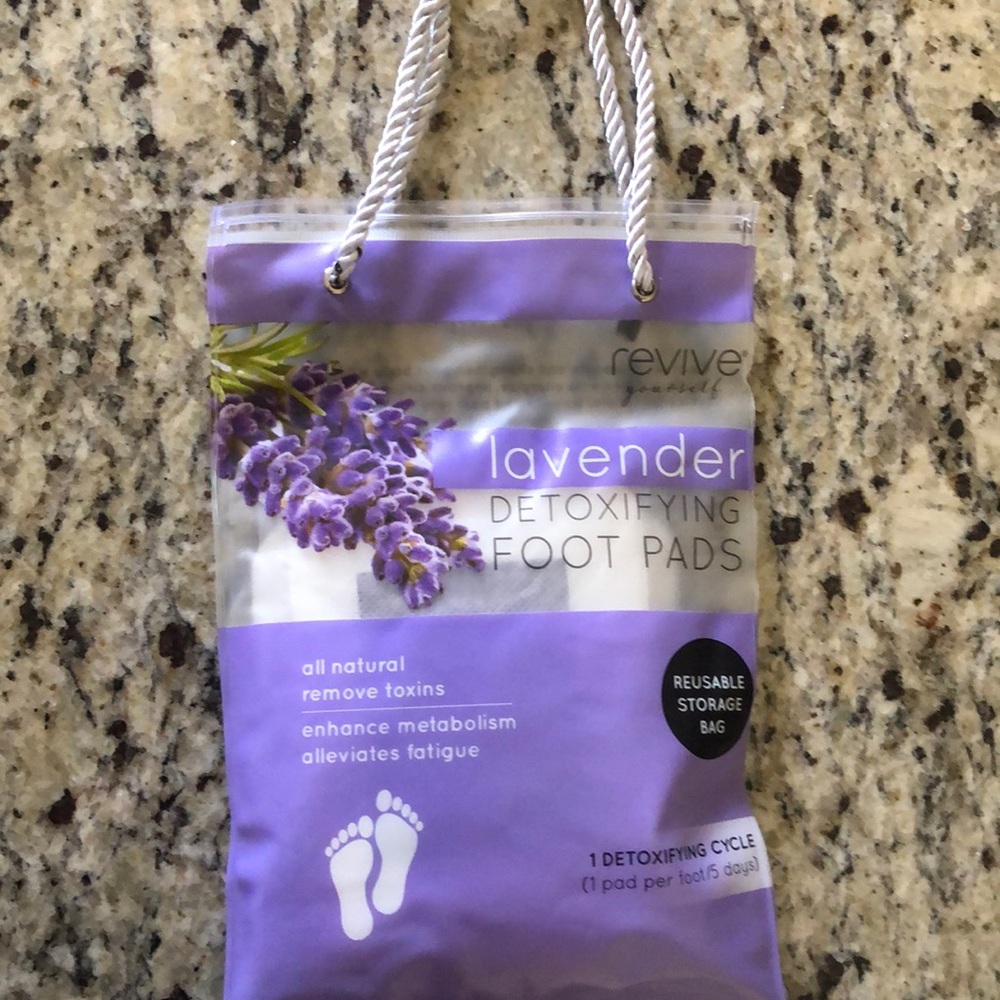 revive®
yourself
lavender
DETOXIFYING
FOOT PADS
all natural
remove toxins
enhance metabolism
alleviates fatigue
REUSABLE
STORAGE
BAG
1 DETOXIFYING CYCLE
(1 pad per foot/5 days)